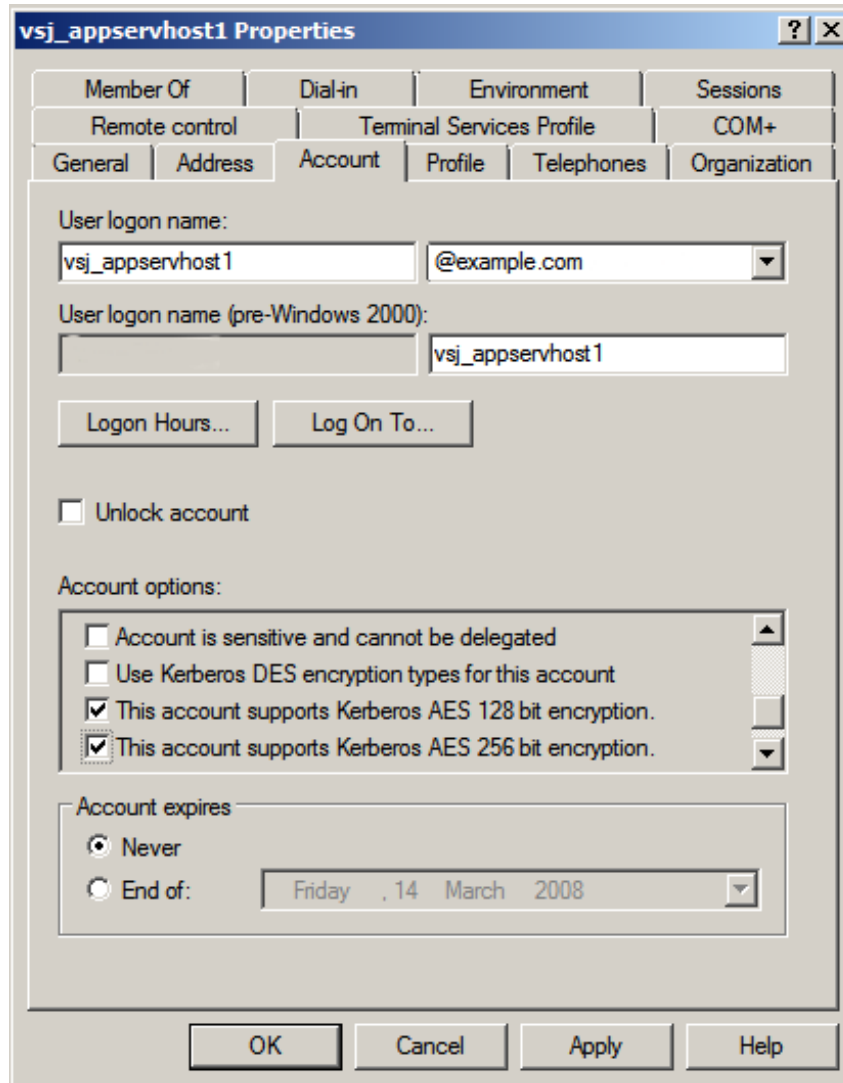 vsj_appservhost1 Properties
Member Of Dial-in Environment Sessions
Remote control Terminal Services Profile COM+
General Address Account Profile Telephones Organization
User logon name:
vsj_appservhost1 @example.com
User logon name (pre-Windows 2000):
vsj_appservhost1
Logon Hours... Log On To...
Unlock account
Account options:
Account is sensitive and cannot be delegated
Use Kerberos DES encryption types for this account
This account supports Kerberos AES 128 bit encryption.
This account supports Kerberos AES 256 bit encryption.
Account expires
Never
End of: Friday , 14 March 2008
OK Cancel Apply Help